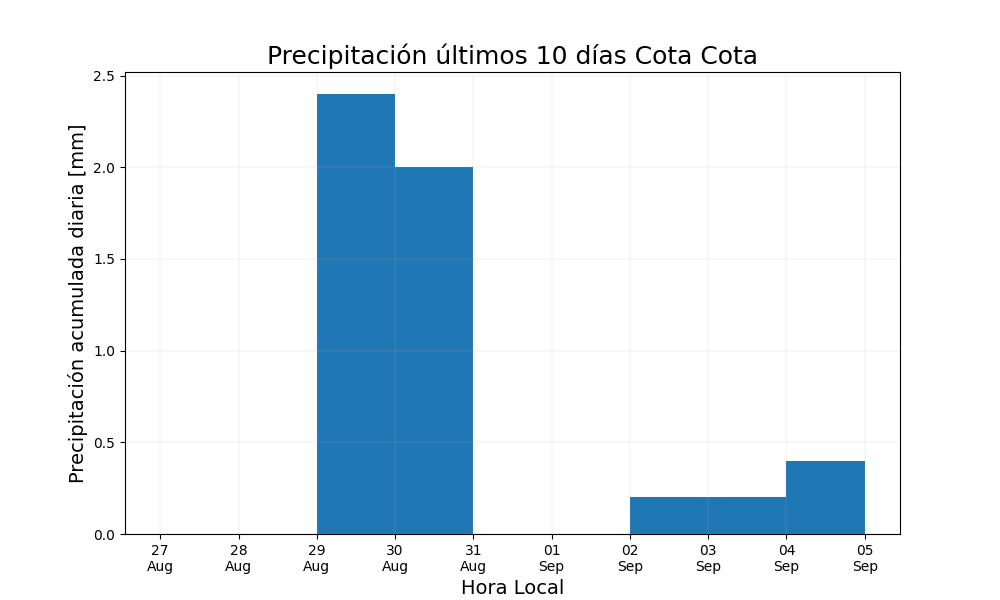 Precipitación últimos 10 días Cota Cota
Precipitación acumulada diaria [mm]
2.5
2.0
1.5
1.0
0.5
0.0
27 28 29 30 31 01 02 03 04 05
Aug Aug Aug Aug Aug Sep Sep Sep Sep Sep
Hora Local